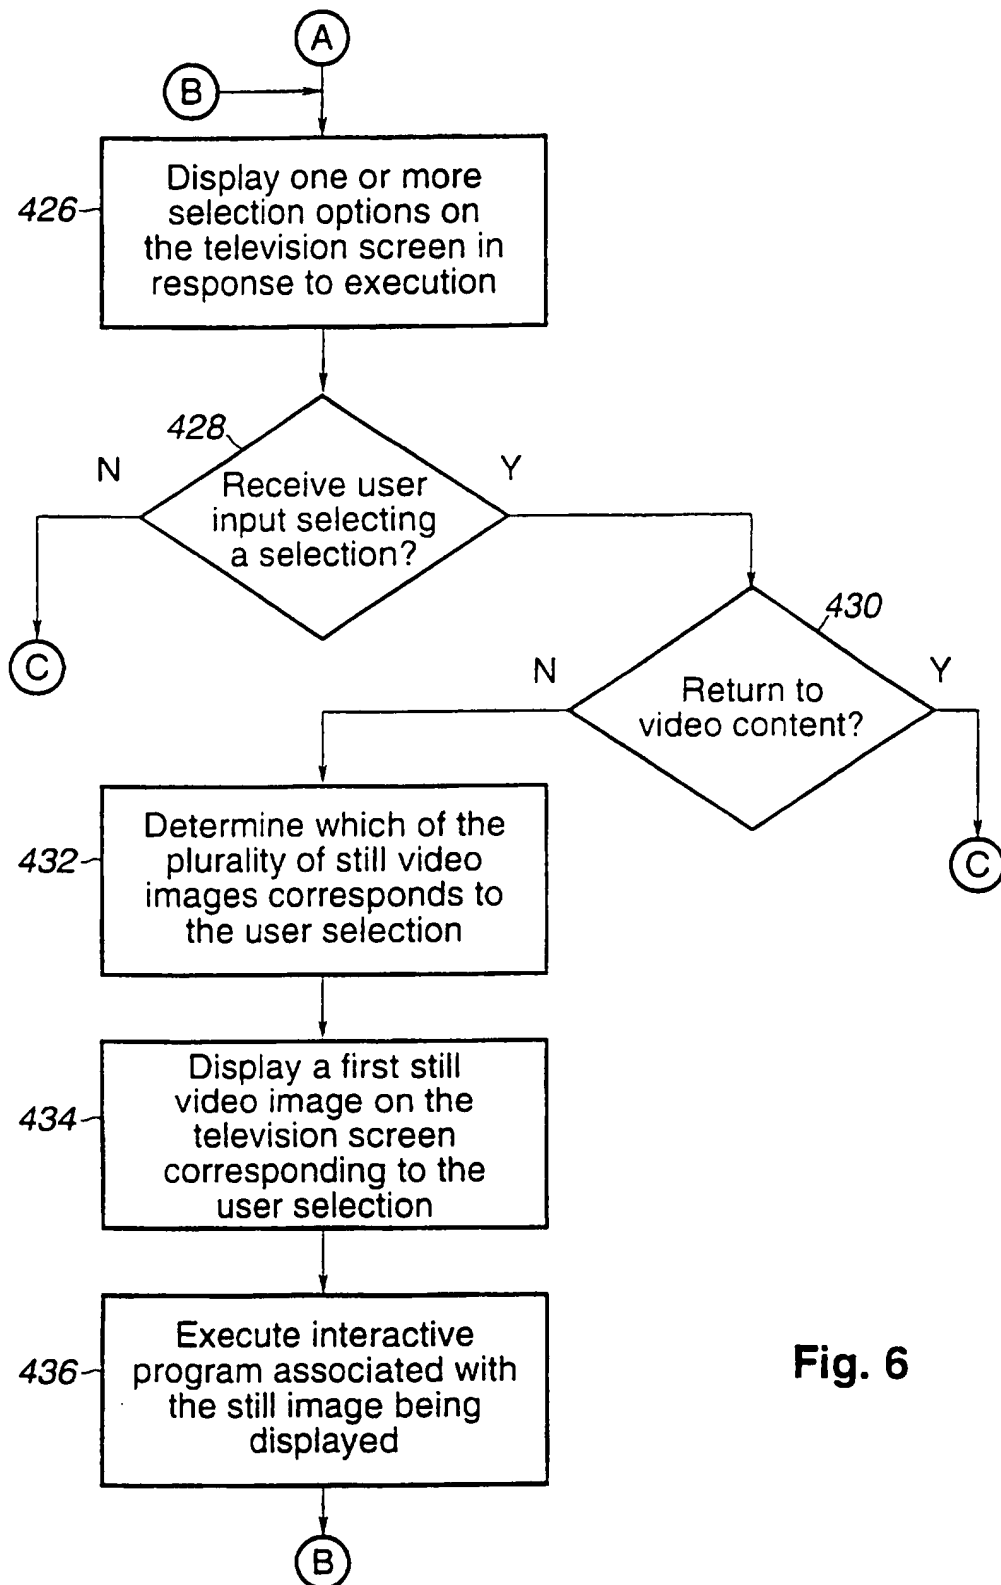 A
B
426
Display one or more
selection options on
the television screen in
response to execution
428
N
Y
Receive user
input selecting
a selection?
430
C
N
Y
Return to
video content?
432
Determine which of the
plurality of still video
images corresponds to
the user selection
C
434
Display a first still
video image on the
television screen
corresponding to the
user selection
436
Execute interactive
program associated with
the still image being
displayed
Fig. 6
B